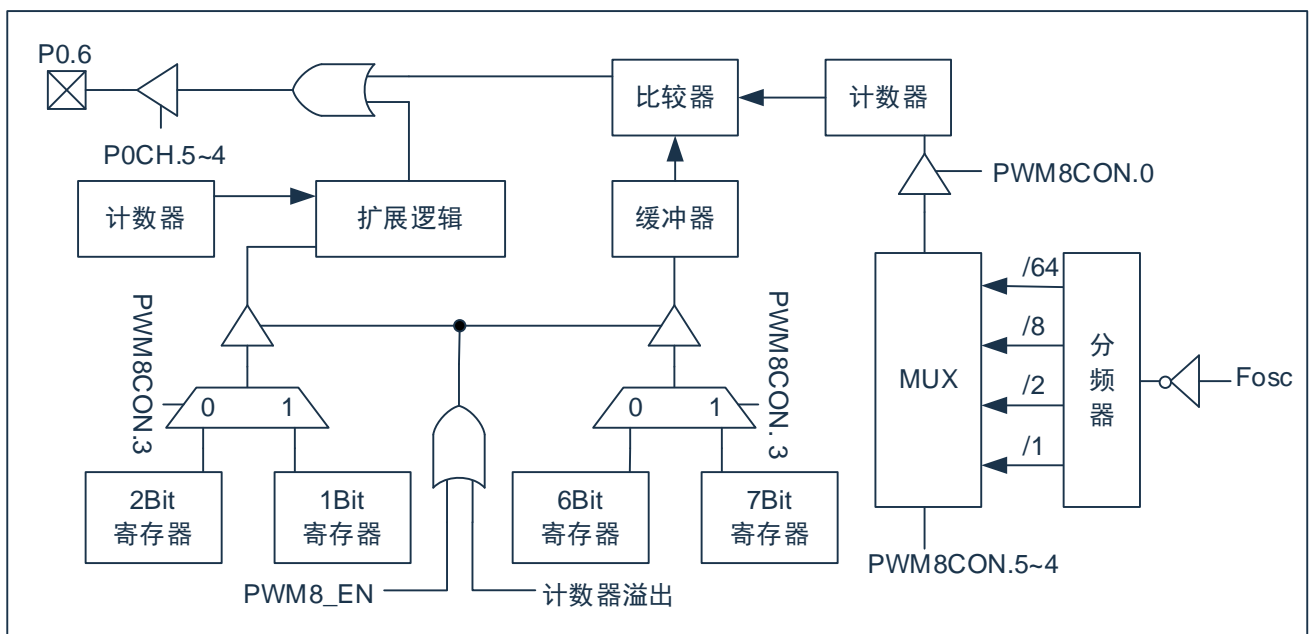 P0.6
P0CH.5~4
比较器
计数器
PWM8CON.0
计数器
扩展逻辑
缓冲器
PWM8CON.3
PWM8CON. 3
0
1
0
1
2Bit
寄存器
1Bit
寄存器
6Bit
寄存器
7Bit
寄存器
PWM8_EN
计数器溢出
MUX
/64
/8
/2
/1
分
频
器
Fosc
PWM8CON.5~4